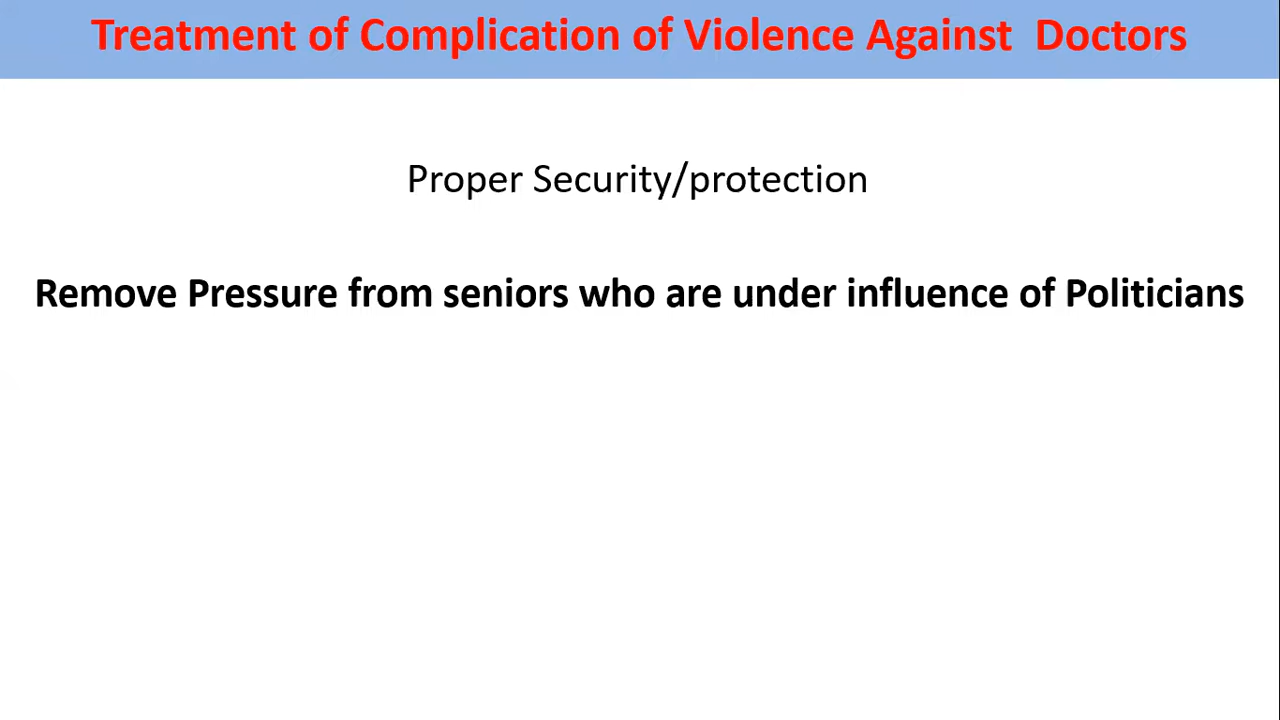 Treatment of Complication of Violence Against  Doctors
Proper Security/protection
Remove Pressure from seniors who are under influence of Politicians